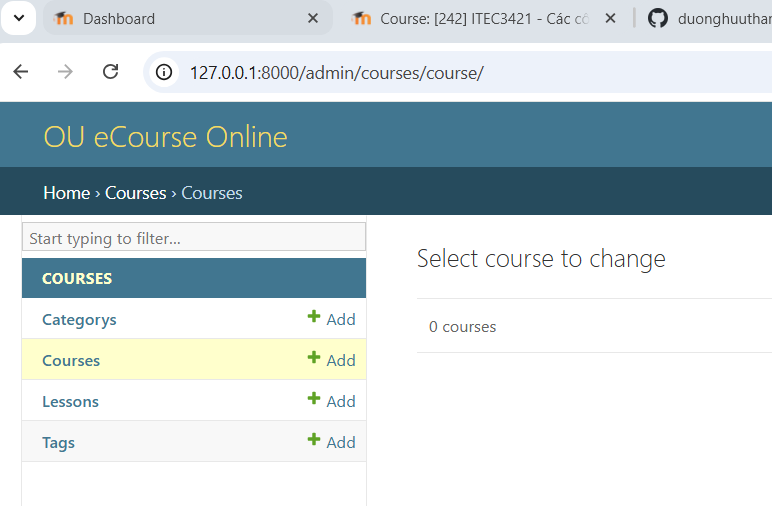 Dashboard
Course: [242] ITEC3421 - Các cô
duonghuuthan
127.0.0.1:8000/admin/courses/course/
OU eCourse Online
Home › Courses › Courses
Start typing to filter...
Select course to change
COURSES
Categorys + Add
0 courses
Courses + Add
Lessons + Add
Tags + Add